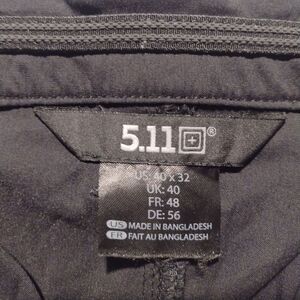 5.11®
US: 40 x 32
UK: 40
FR: 48
DE: 56
US MADE IN BANGLADESH
FR FAIT AU BANGLADESH